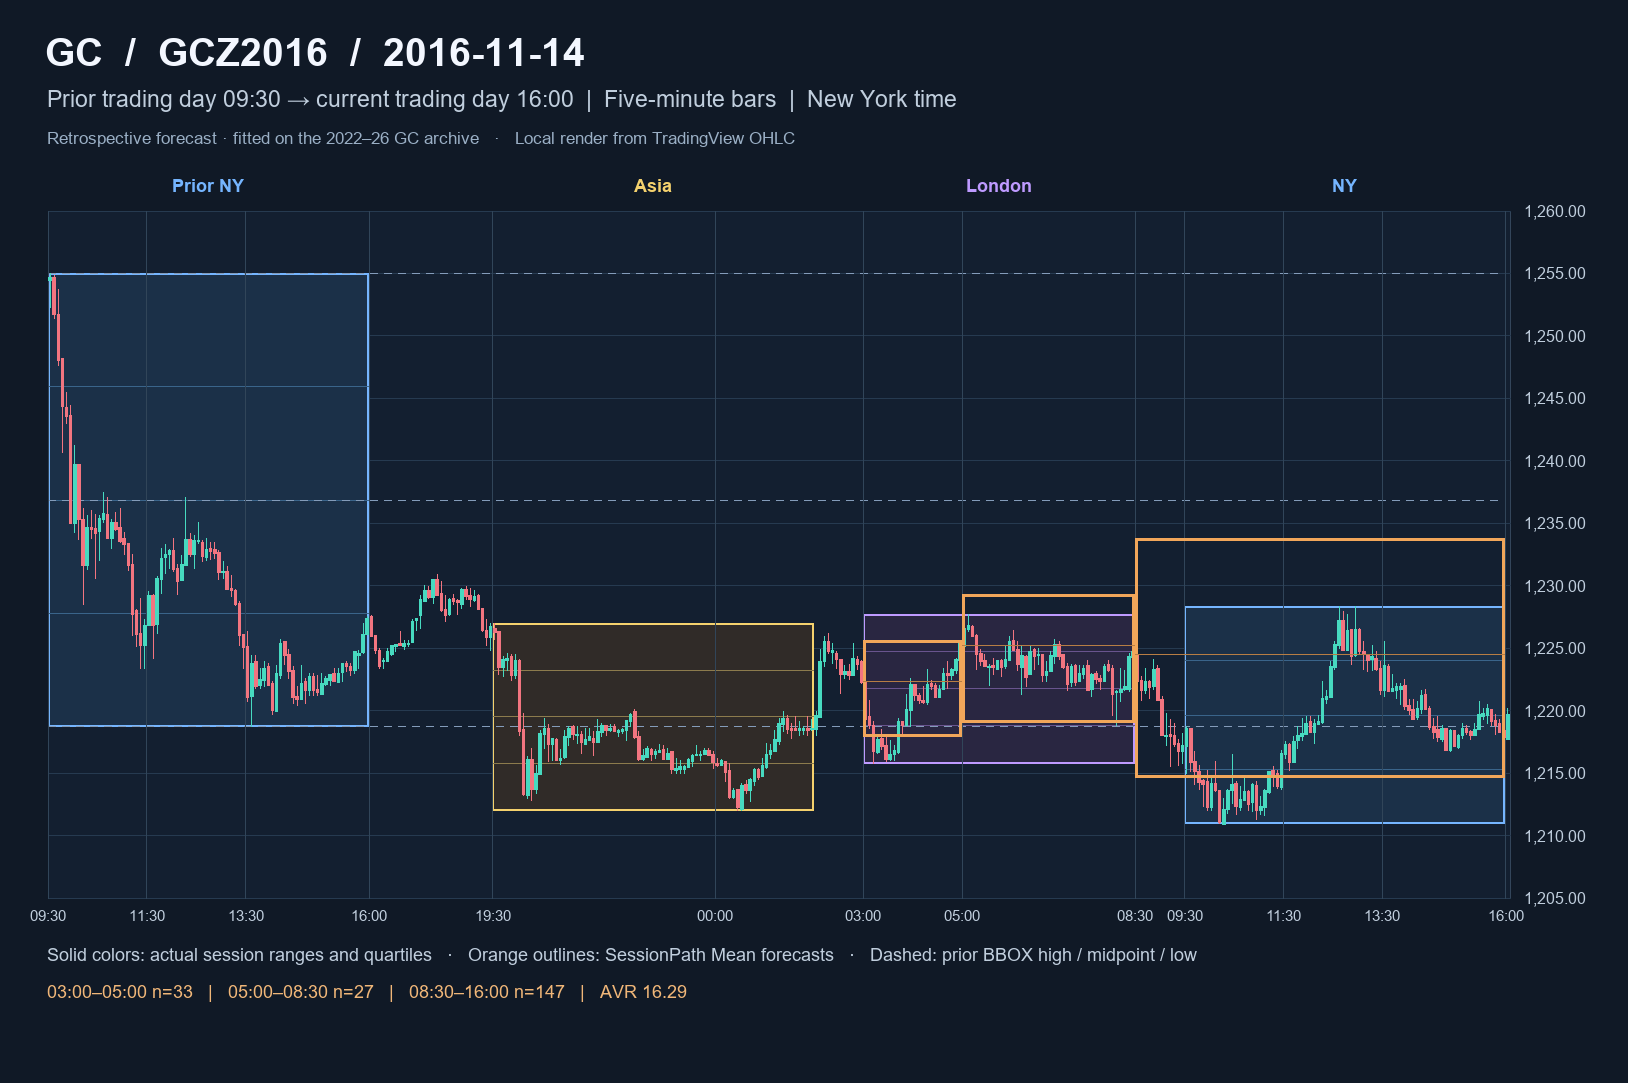 GC / GCZ2016 / 2016-11-14
Prior trading day 09:30 → current trading day 16:00 | Five-minute bars | New York time
Retrospective forecast · fitted on the 2022–26 GC archive · Local render from TradingView OHLC
Prior NY Asia London NY
1,260.00
1,255.00
1,250.00
1,245.00
1,240.00
1,235.00
1,230.00
1,225.00
1,220.00
1,215.00
1,210.00
1,205.00
09:30 11:30 13:30 16:00 19:30 00:00 03:00 05:00 08:30 09:30 11:30 13:30 16:00
Solid colors: actual session ranges and quartiles · Orange outlines: SessionPath Mean forecasts · Dashed: prior BBOX high / midpoint / low
03:00–05:00 n=33 | 05:00–08:30 n=27 | 08:30–16:00 n=147 | AVR 16.29